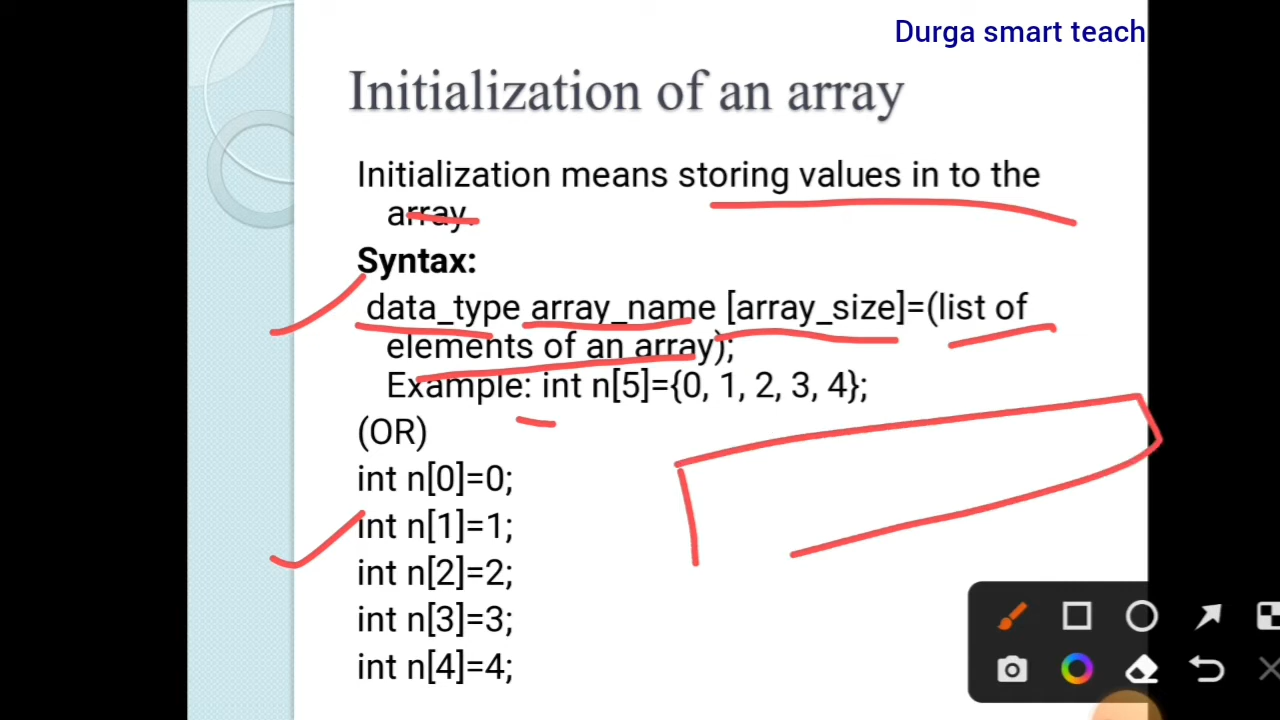 Durga smart teach
Initialization of an array
Initialization means storing values in to the
array.
Syntax:
data_type array_name [array_size]=(list of
elements of an array);
Example: int n[5]={0, 1, 2, 3, 4};
(OR)
int n[0]=0;
int n[1]=1;
int n[2]=2;
int n[3]=3;
int n[4]=4;